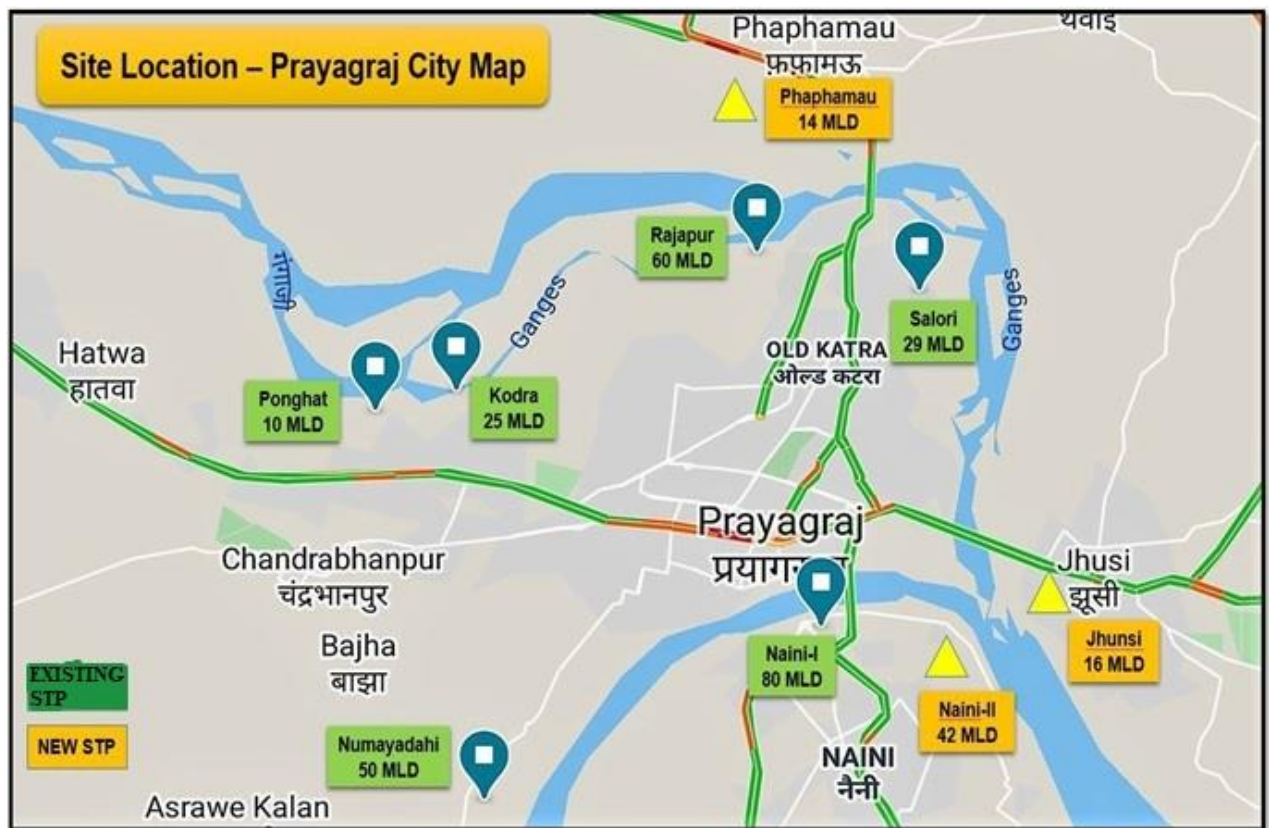 Site Location – Prayagraj City Map
Phaphamau
फ़फ़ामऊ
थवाई
Phaphamau
14 MLD
Rajapur
60 MLD
गंगाजी
Ganges
Ganges
Salori
29 MLD
Hatwa
हातवा
OLD KATRA
ओल्ड कटरा
Ponghat
10 MLD
Kodra
25 MLD
Prayagraj
Chandrabhanpur
चंद्रभानपुर
Jhusi
झूसी
Bajha
बाझा
Naini-I
80 MLD
Jhunsi
16 MLD
EXISTING
STP
NEW STP
Naini-II
42 MLD
Numayadahi
50 MLD
NAINI
नैनी
Asrawe Kalan